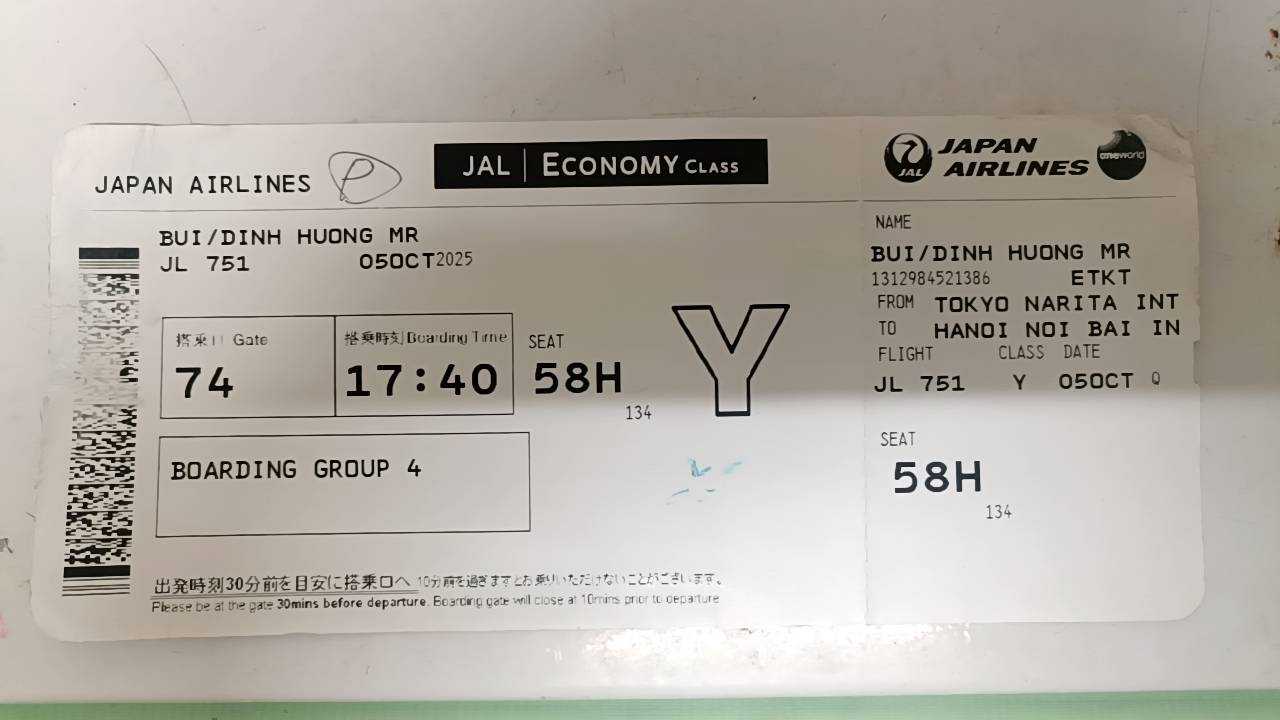 JAPAN AIRLINES
P
JAL | ECONOMY CLASS
BUI/DINH HUONG MR
JL 751 05OCT2025
搭乗口 Gate
74
搭乗時刻 Boarding Time
17:40
SEAT
58H
134
Y
BOARDING GROUP 4
出発時刻30分前を目安に搭乗口へ 10分前を過ぎますとお乗りいただけないことがございます。
Please be at the gate 30mins before departure. Boarding gate will close at 10mins prior to departure
JAL
JAPAN
AIRLINES
oneworld
NAME
BUI/DINH HUONG MR
1312984521386 ETKT
FROM TOKYO NARITA INT
TO HANOI NOI BAI IN
FLIGHT CLASS DATE
JL 751 Y 05OCT Q
SEAT
58H
134